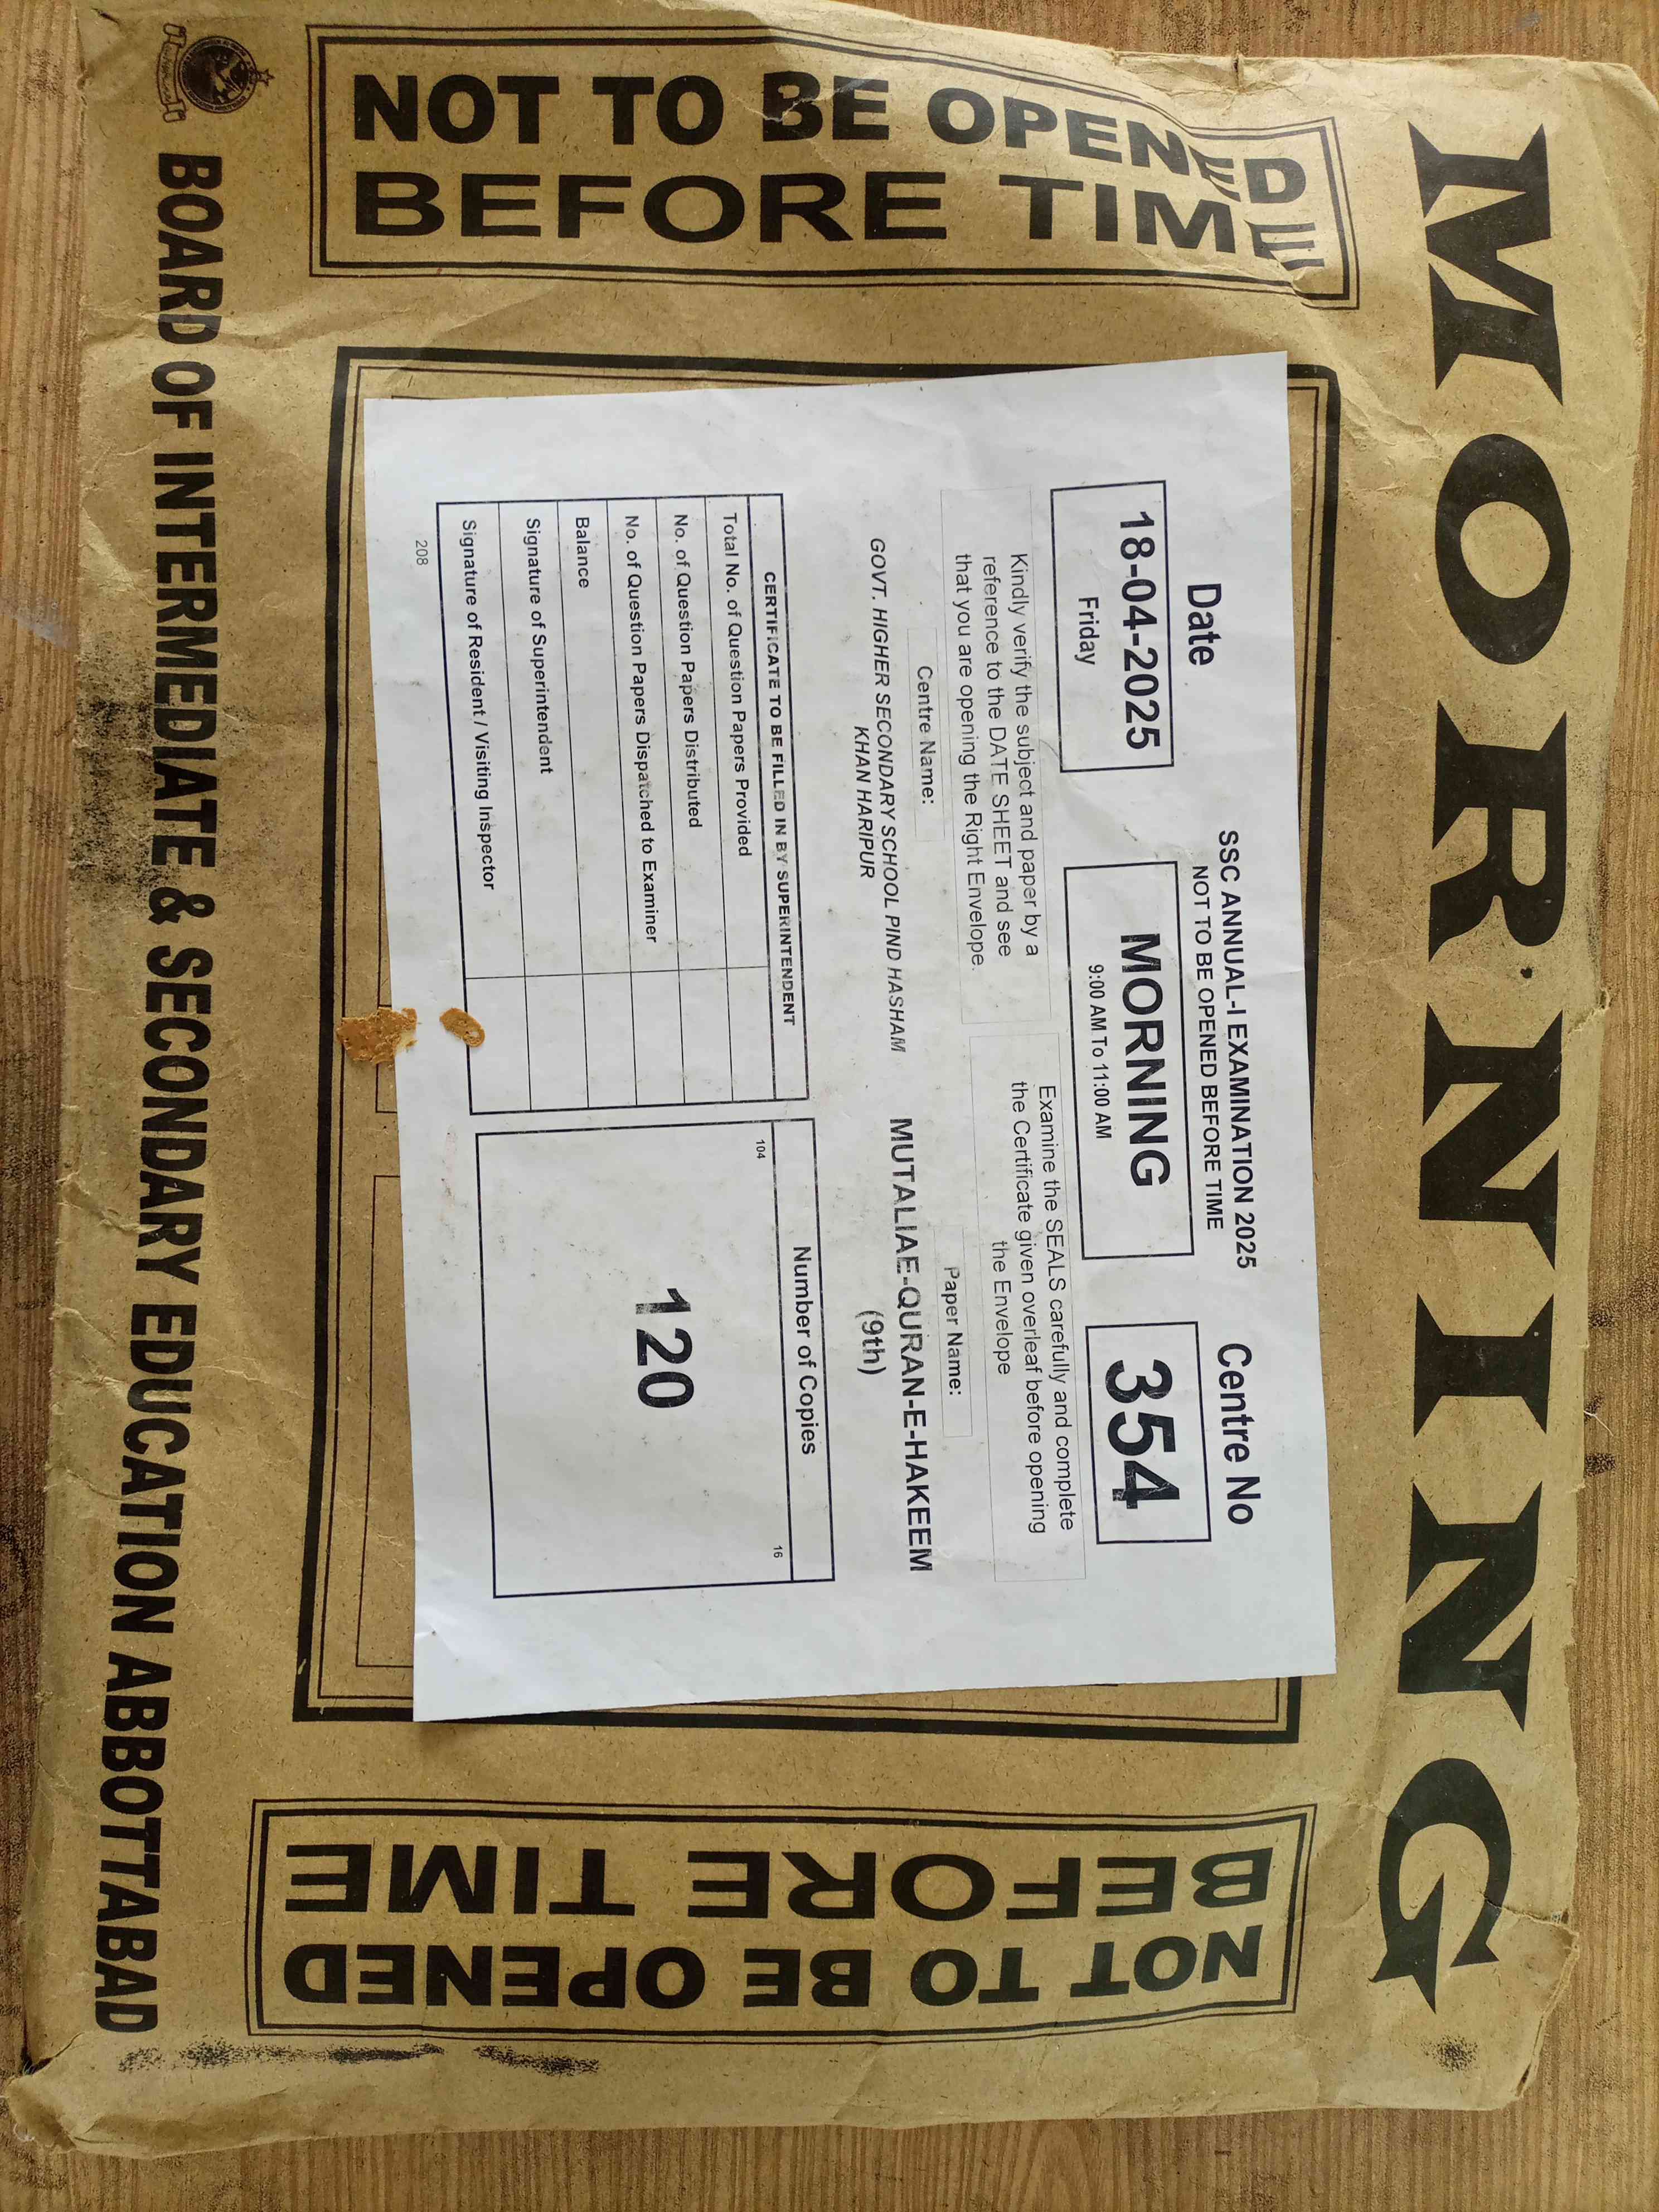 MORNING
NOT TO BE OPENED
BEFORE TIME
SSC ANNUAL-I EXAMINATION 2025
NOT TO BE OPENED BEFORE TIME
Date
18-04-2025
Friday
MORNING
9:00 AM To 11:00 AM
Centre No
354
Kindly verify the subject and paper by a
reference to the DATE SHEET and see
that you are opening the Right Envelope.
Examine the SEALS carefully and complete
the Certificate given overleaf before opening
the Envelope
Centre Name:
GOVT. HIGHER SECONDARY SCHOOL PIND HASHAM
KHAN HARIPUR
Paper Name:
MUTALIAE-QURAN-E-HAKEEM
(9th)
CERTIFICATE TO BE FILLED IN BY SUPERINTENDENT
Total No. of Question Papers Provided
No. of Question Papers Distributed
No. of Question Papers Dispatched to Examiner
Balance
Signature of Superintendent
Signature of Resident / Visiting Inspector
208
Number of Copies
104
16
120
NOT TO BE OPENED
BEFORE TIME
BOARD OF INTERMEDIATE & SECONDARY EDUCATION ABBOTTABAD